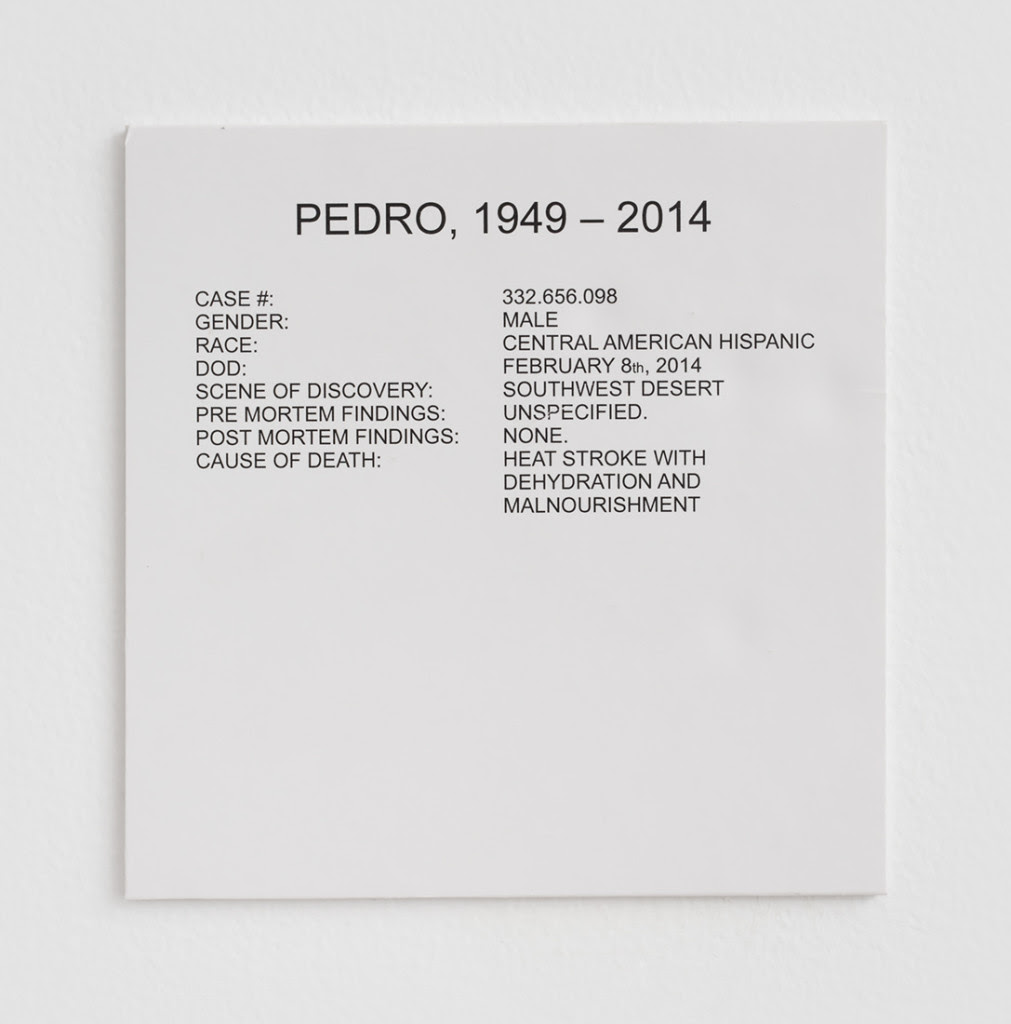 PEDRO, 1949 – 2014
CASE #: 332.656.098
GENDER: MALE
RACE: CENTRAL AMERICAN HISPANIC
DOD: FEBRUARY 8th, 2014
SCENE OF DISCOVERY: SOUTHWEST DESERT
PRE MORTEM FINDINGS: UNSPECIFIED.
POST MORTEM FINDINGS: NONE.
CAUSE OF DEATH: HEAT STROKE WITH
DEHYDRATION AND
MALNOURISHMENT